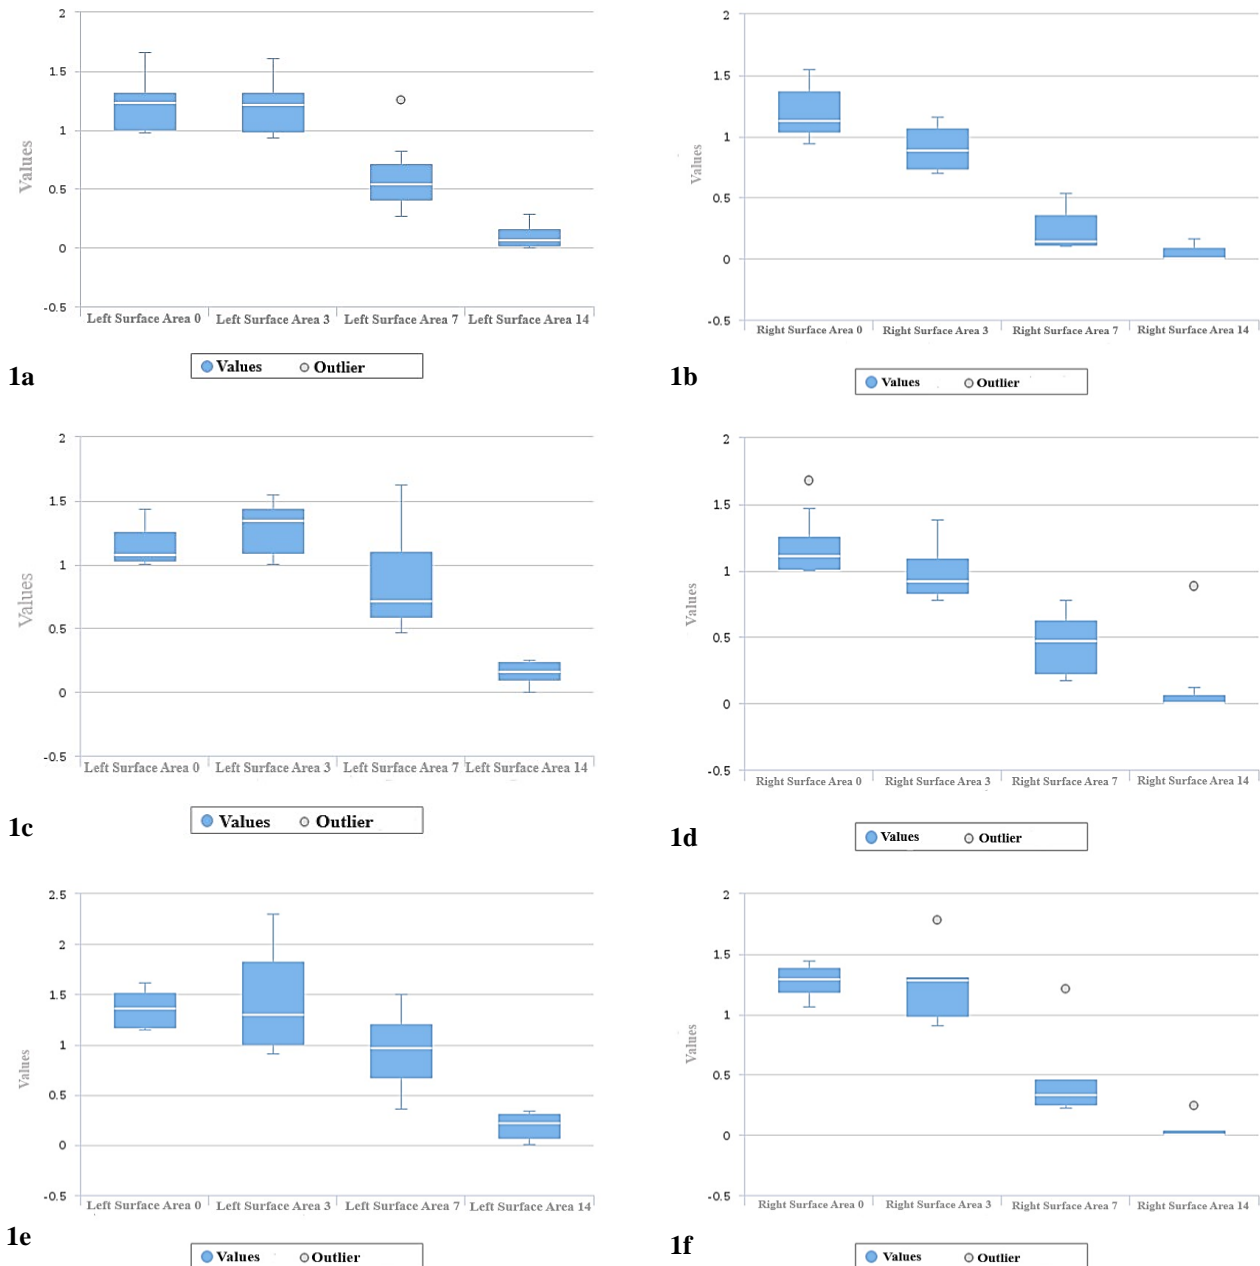 2
1.5
1
0.5
0
-0.5
Values
Left Surface Area 0 Left Surface Area 3 Left Surface Area 7 Left Surface Area 14
Values Outlier
1a
2
1.5
1
0.5
0
-0.5
Values
Right Surface Area 0 Right Surface Area 3 Right Surface Area 7 Right Surface Area 14
Values Outlier
1b
2
1.5
1
0.5
0
-0.5
Values
Left Surface Area 0 Left Surface Area 3 Left Surface Area 7 Left Surface Area 14
Values Outlier
1c
2
1.5
1
0.5
0
-0.5
Values
Right Surface Area 0 Right Surface Area 3 Right Surface Area 7 Right Surface Area 14
Values Outlier
1d
2.5
2
1.5
1
0.5
0
-0.5
Values
Left Surface Area 0 Left Surface Area 3 Left Surface Area 7 Left Surface Area 14
Values Outlier
1e
2
1.5
1
0.5
0
-0.5
Values
Right Surface Area 0 Right Surface Area 3 Right Surface Area 7 Right Surface Area 14
Values Outlier
1f